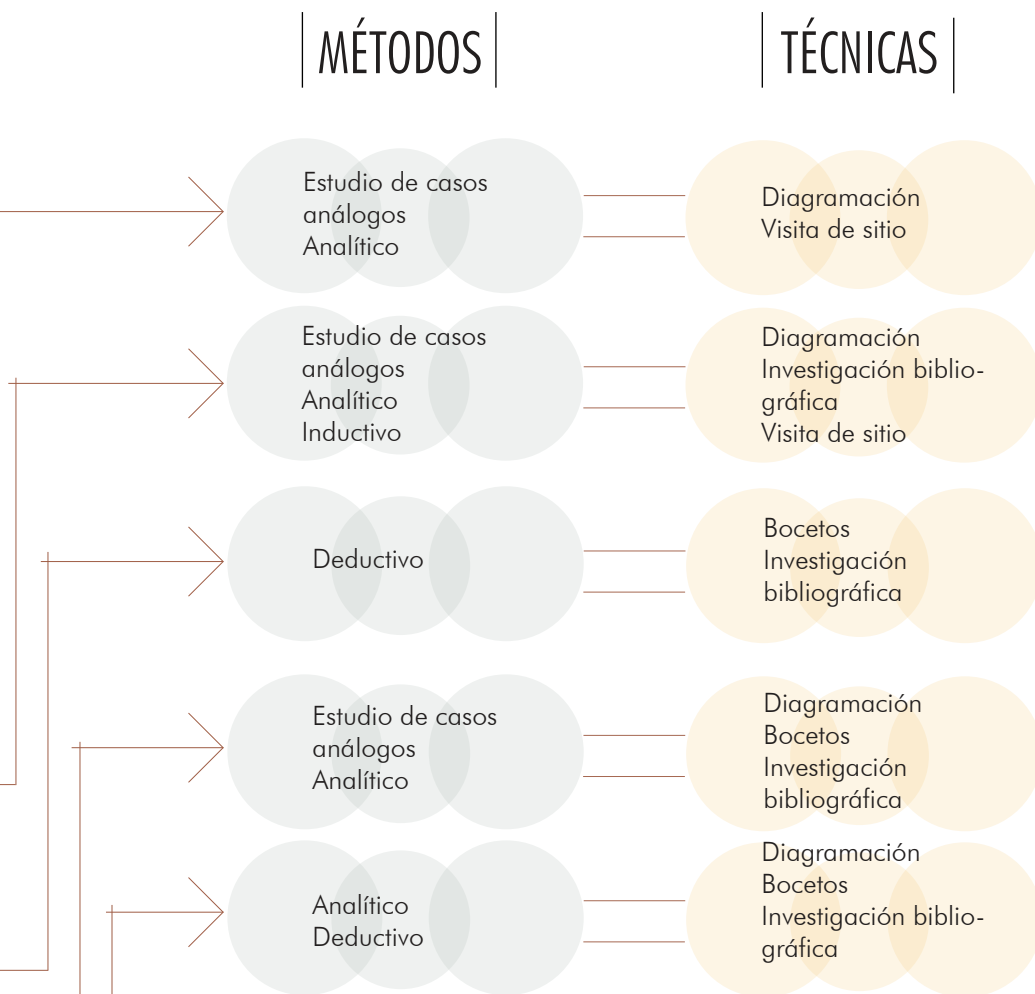 MÉTODOS
TÉCNICAS
Estudio de casos
análogos
Analítico
Diagramación
Visita de sitio
Estudio de casos
análogos
Analítico
Inductivo
Diagramación
Investigación biblio-
gráfica
Visita de sitio
Deductivo
Bocetos
Investigación
bibliográfica
Estudio de casos
análogos
Analítico
Diagramación
Bocetos
Investigación
bibliográfica
Analítico
Deductivo
Diagramación
Bocetos
Investigación biblio-
gráfica